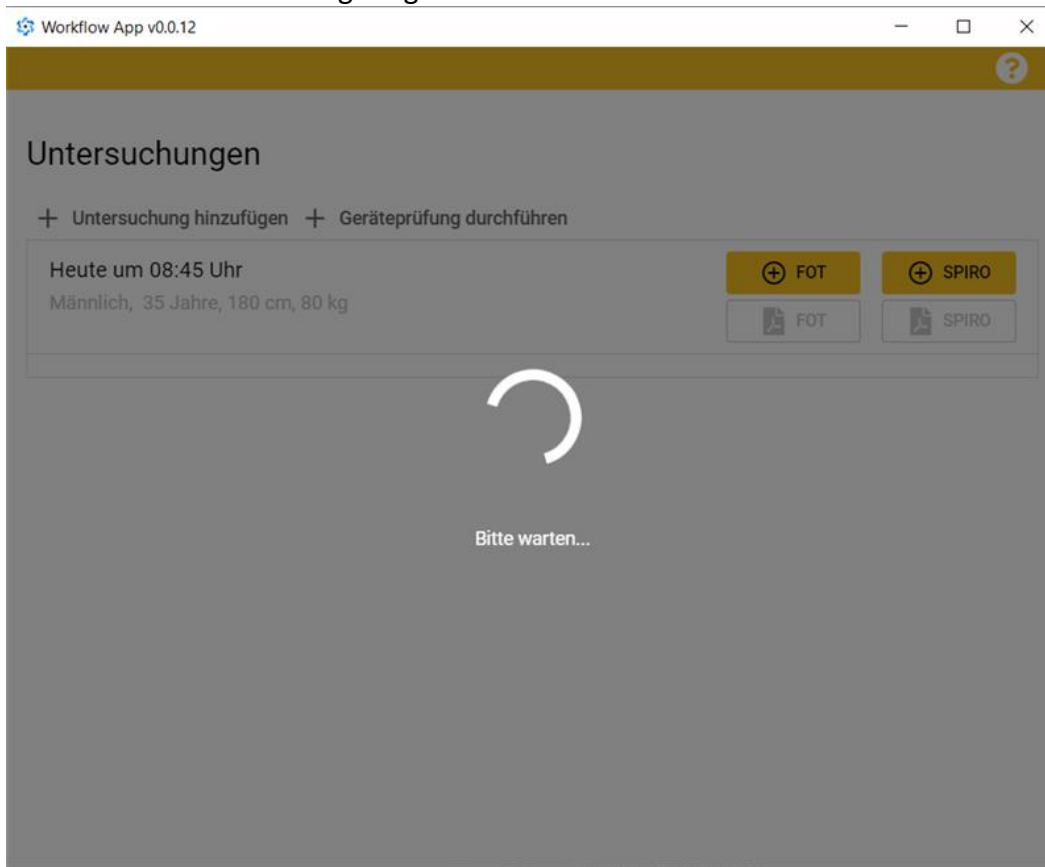 Workflow App v0.0.12
?
Untersuchungen
+ Untersuchung hinzufügen + Geräteprüfung durchführen
Heute um 08:45 Uhr
FOT SPIRO
Männlich, 35 Jahre, 180 cm, 80 kg
FOT SPIRO
Bitte warten...